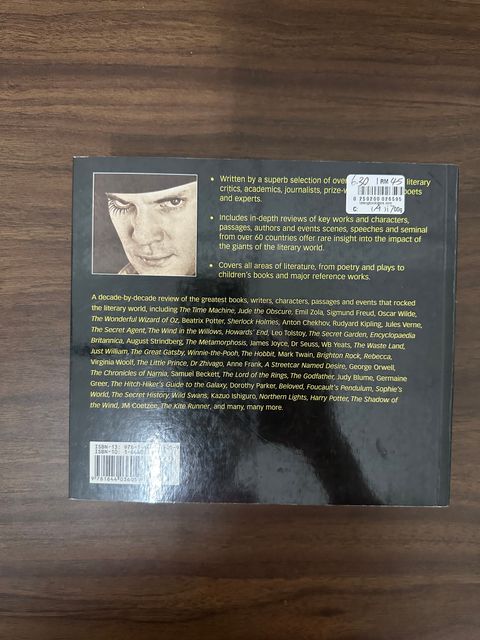 • Written by a superb selection of over literary
critics, academics, journalists, prize-w poets
and experts.
• Includes in-depth reviews of key works and characters,
passages, authors and events scenes, speeches and seminal
from over 60 countries offer rare insight into the impact of
the giants of the literary world.
• Covers all areas of literature, from poetry and plays to
children's books and major reference works.
6.30 RM 45
A decade-by-decade review of the greatest books, writers, characters, passages and events that rocked
the literary world, including The Time Machine, Jude the Obscure, Emil Zola, Sigmund Freud, Oscar Wilde,
The Wonderful Wizard of Oz, Beatrix Potter, Sherlock Holmes, Anton Chekhov, Rudyard Kipling, Jules Verne,
The Secret Agent, The Wind in the Willows, Howards' End, Leo Tolstoy, The Secret Garden, Encyclopaedia
Britannica, August Strindberg, The Metamorphosis, James Joyce, Dr Seuss, WB Yeats, The Waste Land,
Just William, The Great Gatsby, Winnie-the-Pooh, The Hobbit, Mark Twain, Brighton Rock, Rebecca,
Virginia Woolf, The Little Prince, Dr Zhivago, Anne Frank, A Streetcar Named Desire, George Orwell,
The Chronicles of Narnia, Samuel Beckett, The Lord of the Rings, The Godfather, Judy Blume, Germaine
Greer, The Hitch-Hiker's Guide to the Galaxy, Dorothy Parker, Beloved, Foucault's Pendulum, Sophie's
World, The Secret History, Wild Swans, Kazuo Ishiguro, Northern Lights, Harry Potter, The Shadow of
the Wind, JM Coetzee, The Kite Runner, and many, many more.
ISBN-13:
ISBN-10: